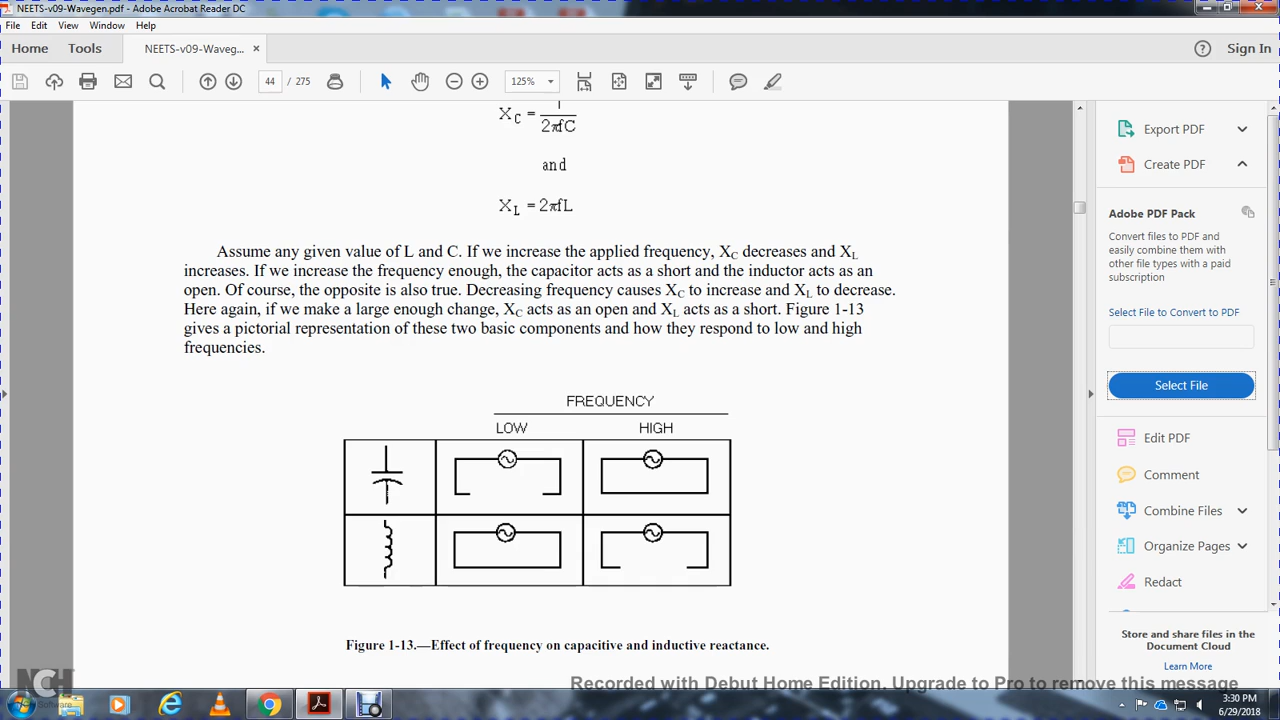 NEETS-v09-Wavegen.pdf - Adobe Acrobat Reader DC
File Edit View Window Help
Home Tools NEETS-v09-Waveg... × Sign In
44 / 275 125%
X_C = 1/2πfC
and
X_L = 2πfL
Assume any given value of L and C. If we increase the applied frequency, X_C decreases and X_L
increases. If we increase the frequency enough, the capacitor acts as a short and the inductor acts as an
open. Of course, the opposite is also true. Decreasing frequency causes X_C to increase and X_L to decrease.
Here again, if we make a large enough change, X_C acts as an open and X_L acts as a short. Figure 1-13
gives a pictorial representation of these two basic components and how they respond to low and high
frequencies.
FREQUENCY
LOW HIGH
Figure 1-13.—Effect of frequency on capacitive and inductive reactance.
Export PDF
Create PDF
Adobe PDF Pack
Convert files to PDF and
easily combine them with
other file types with a paid
subscription
Select File to Convert to PDF
Select File
Edit PDF
Comment
Combine Files
Organize Pages
Redact
Store and share files in the
Document Cloud
Learn More
NCH
Software
Recorded with Debut Home Edition. Upgrade to Pro to remove this message
3:30 PM
6/29/2018